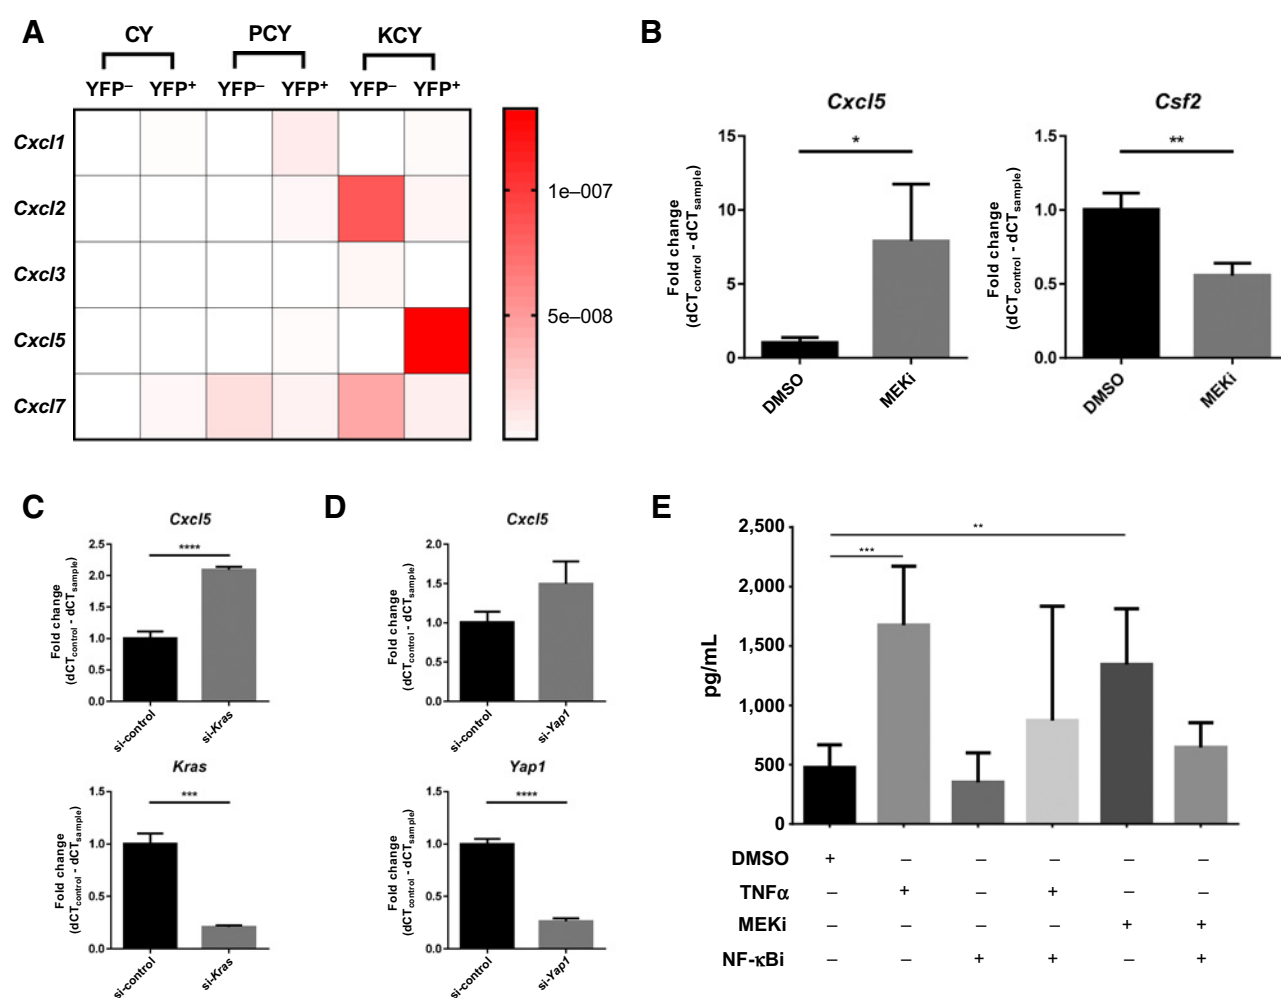 A
CY PCY KCY
YFP– YFP+ YFP– YFP+ YFP– YFP+
Cxcl1
Cxcl2
Cxcl3
Cxcl5
Cxcl7
1e–007
5e–008
B
Cxcl5
Fold change
(dCTcontrol - dCTsample)
15
10
5
0
*
DMSO MEKi
Csf2
Fold change
(dCTcontrol - dCTsample)
1.5
1.0
0.5
0.0
**
DMSO MEKi
C
Cxcl5
Fold change
(dCTcontrol - dCTsample)
2.5
2.0
1.5
1.0
0.5
0.0
****
si-control si-Kras
Kras
Fold change
(dCTcontrol - dCTsample)
1.5
1.0
0.5
0.0
***
si-control si-Kras
D
Cxcl5
Fold change
(dCTcontrol - dCTsample)
2.0
1.5
1.0
0.5
0.0
si-control si-Yap1
Yap1
Fold change
(dCTcontrol - dCTsample)
1.5
1.0
0.5
0.0
****
si-control si-Yap1
E
pg/mL
2,500
2,000
1,500
1,000
500
0
**
***
DMSO + – – – – –
TNFα – + – + – –
MEKi – – – – + +
NF-κBi – – + + – +